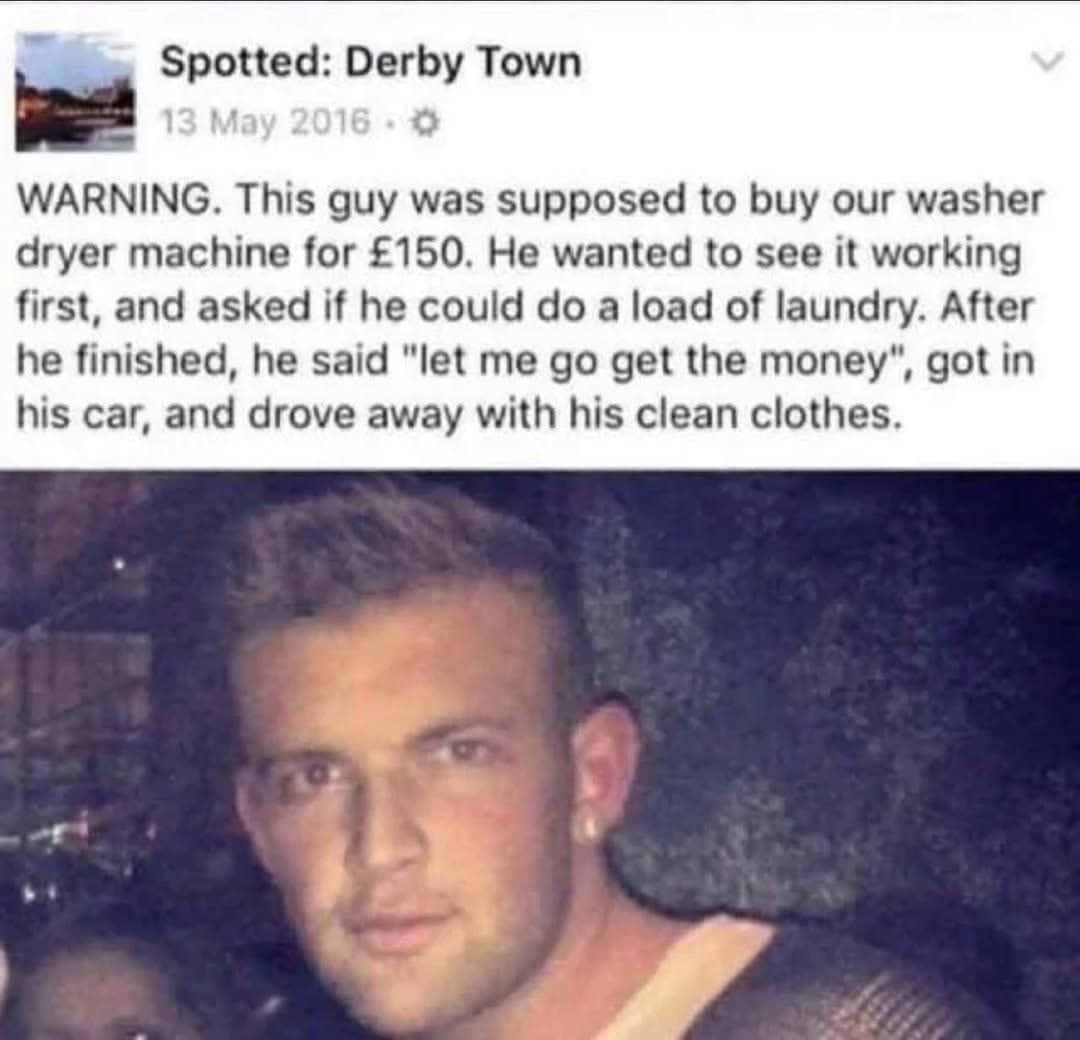 Spotted: Derby Town
13 May 2016 ·
WARNING. This guy was supposed to buy our washer
dryer machine for £150. He wanted to see it working
first, and asked if he could do a load of laundry. After
he finished, he said "let me go get the money", got in
his car, and drove away with his clean clothes.